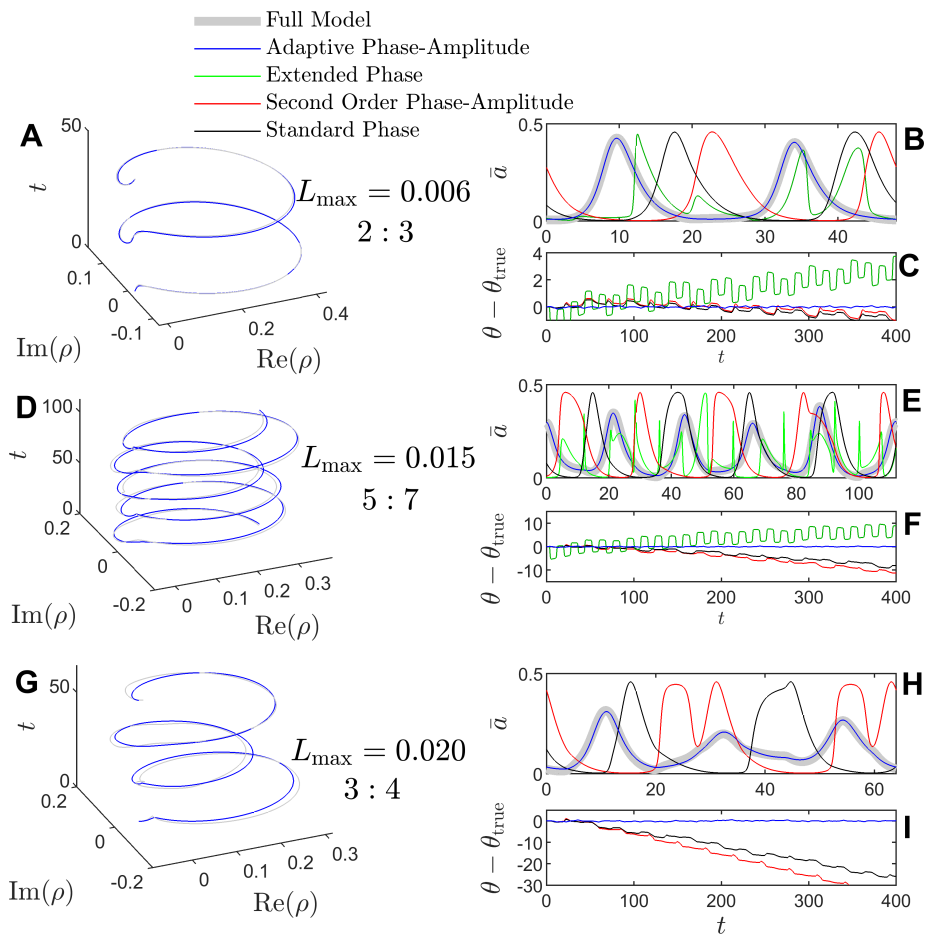 Full Model
Adaptive Phase-Amplitude
Extended Phase
Second Order Phase-Amplitude
Standard Phase
A
50
t
0
0.1
0
-0.1
Im(ρ)
0
0.2
0.4
Re(ρ)
L_max = 0.006
2 : 3
B
0.5
ā
0
0
10
20
30
40
C
4
2
0
θ − θ_true
0
100
200
300
400
t
D
100
50
t
0
0.2
0
-0.2
Im(ρ)
0
0.1
0.2
0.3
Re(ρ)
L_max = 0.015
5 : 7
E
0.5
ā
0
0
20
40
60
80
100
F
10
0
-10
θ − θ_true
0
100
200
300
400
t
G
50
t
0
0.2
0
-0.2
Im(ρ)
0
0.1
0.2
0.3
Re(ρ)
L_max = 0.020
3 : 4
H
0.5
ā
0
0
20
40
60
I
0
-10
-20
-30
θ − θ_true
0
100
200
300
400
t